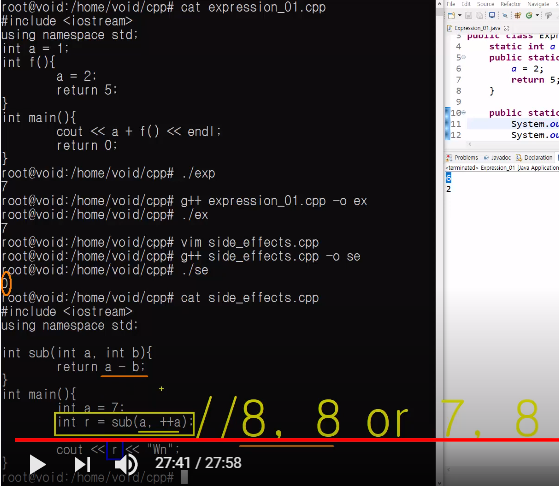 root@void:/home/void/cpp# cat expression_01.cpp
#include <iostream>
using namespace std;
int a = 1;
int f(){
a = 2;
return 5;
}
int main(){
cout << a + f() << endl;
return 0;
}
root@void:/home/void/cpp# ./exp
7
root@void:/home/void/cpp# g++ expression_01.cpp -o ex
root@void:/home/void/cpp# ./ex
7
root@void:/home/void/cpp# vim side_effects.cpp
root@void:/home/void/cpp# g++ side_effects.cpp -o se
root@void:/home/void/cpp# ./se
0
root@void:/home/void/cpp# cat side_effects.cpp
#include <iostream>
using namespace std;
int sub(int a, int b){
return a - b;
}
int main(){
int a = 7;
int r = sub(a, ++a); //8, 8 or 7, 8
cout << r << "Wn";
}
root@void:/home/void/cpp#
27:41 / 27:58
File Edit Source Refactor Navigate
Expression_01.java
3 public class Expr
4 static int a
5 public static
6 a = 2;
7 return 5;
8 }
9
10 public static
11 System.ou
12 System.ou
Problems Javadoc Declaration
<terminated> Expression_01 [Java Application
6
2